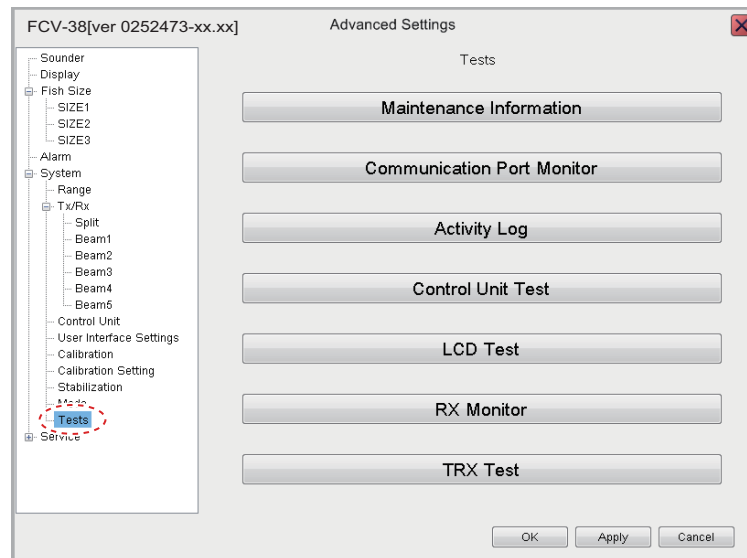 FCV-38[ver 0252473-xx.xx]
Advanced Settings
Sounder
Display
Fish Size
SIZE1
SIZE2
SIZE3
Alarm
System
Range
Tx/Rx
Split
Beam1
Beam2
Beam3
Beam4
Beam5
Control Unit
User Interface Settings
Calibration
Calibration Setting
Stabilization
Mode
Tests
Service
Tests
Maintenance Information
Communication Port Monitor
Activity Log
Control Unit Test
LCD Test
RX Monitor
TRX Test
OK
Apply
Cancel